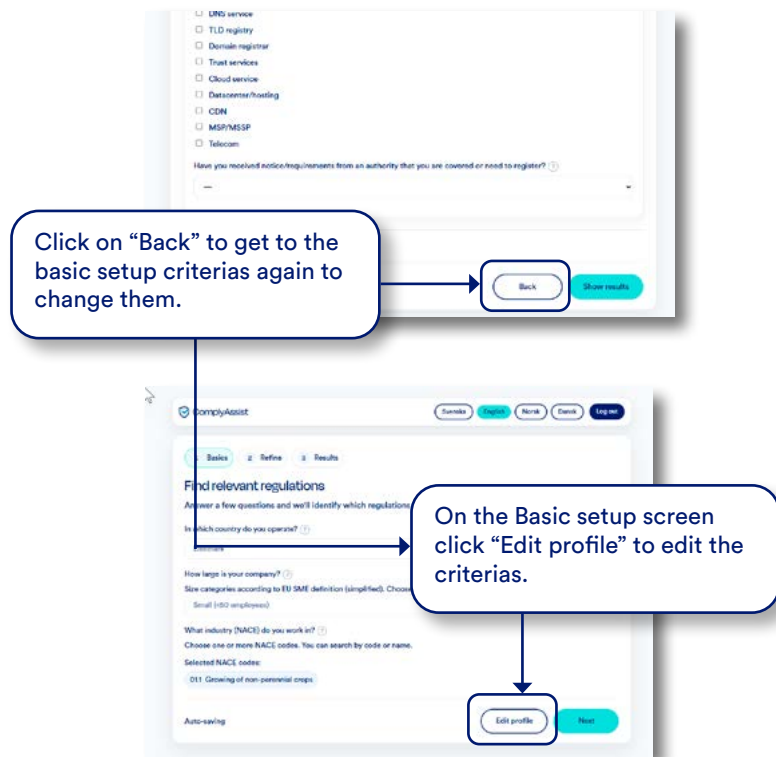 DNS service
TLD registry
Domain registrar
Trust services
Cloud service
Datacenter/hosting
CDN
MSP/MSSP
Telecom
Have you received notice/requirements from an authority that you are covered or need to register? ?
—
Click on “Back” to get to the
basic setup criterias again to
change them.
Back
Show results
ComplyAssist
Svenska English Norsk Dansk Log out
1 Basics 2 Refine 3 Results
Find relevant regulations
Answer a few questions and we'll identify which regulations
In which country do you operate? ?
On the Basic setup screen
click “Edit profile” to edit the
criterias.
How large is your company? ?
Size categories according to EU SME definition (simplified). Choose
Small (<50 employees)
What industry (NACE) do you work in? ?
Choose one or more NACE codes. You can search by code or name.
Selected NACE codes:
01.1 Growing of non-perennial crops
Auto-saving
Edit profile
Next